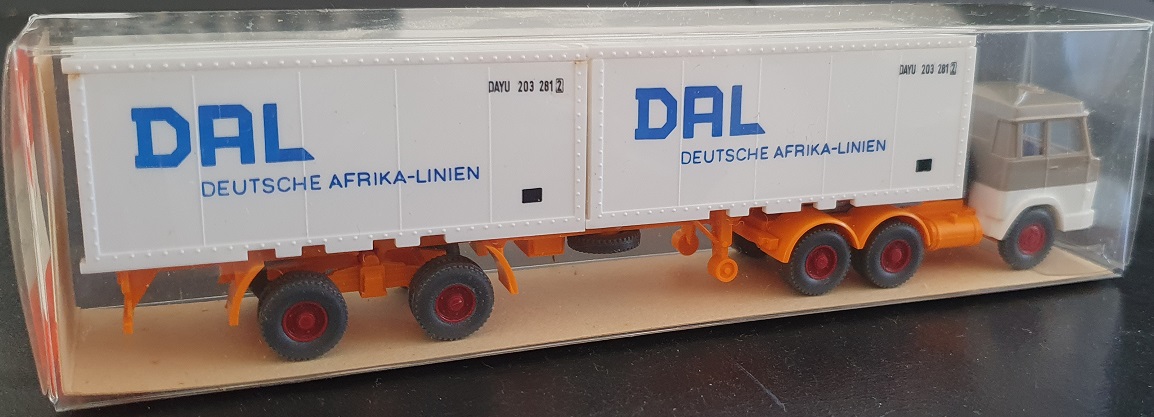 DAYU 203 281 2
DAL
DEUTSCHE AFRIKA-LINIEN
DAYU 203 281 2
DAL
DEUTSCHE AFRIKA-LINIEN